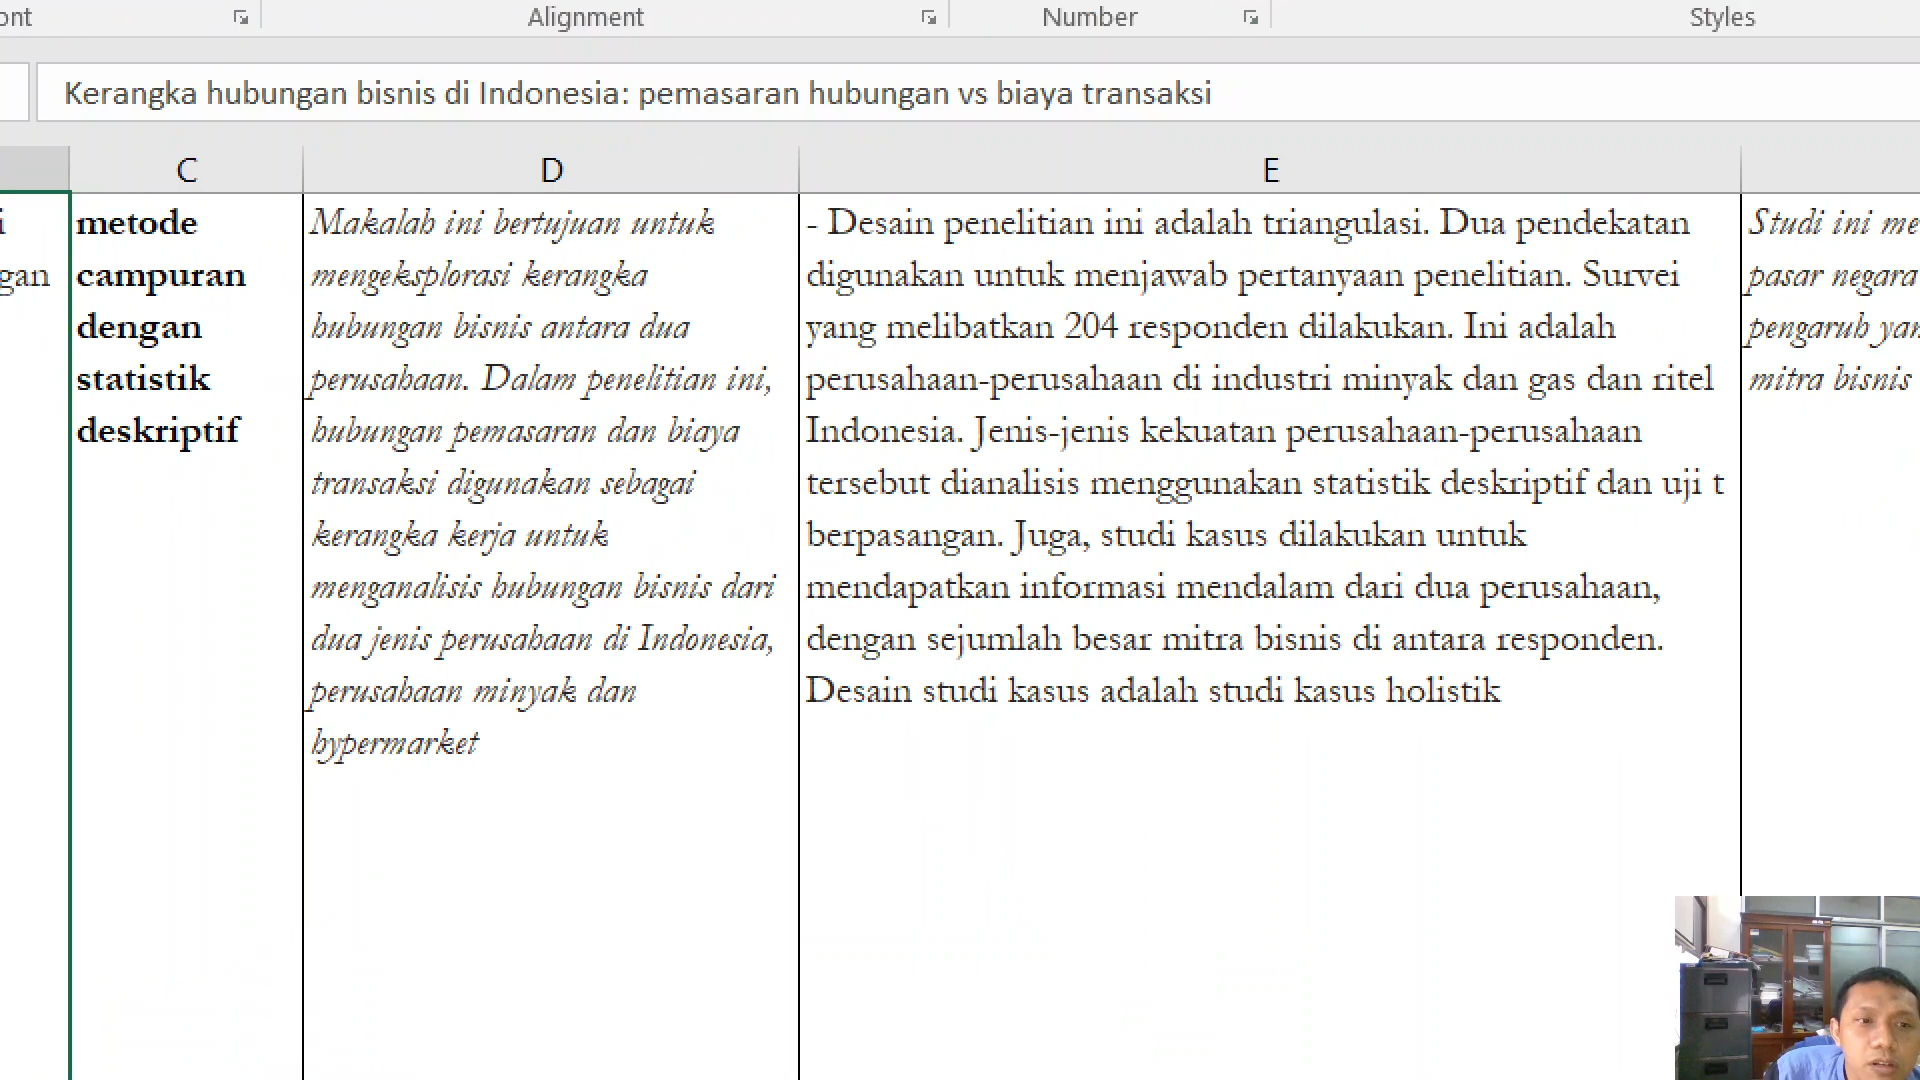 Alignment
Number
Styles
Kerangka hubungan bisnis di Indonesia: pemasaran hubungan vs biaya transaksi
C
D
E
metode
campuran
dengan
statistik
deskriptif
Makalah ini bertujuan untuk
mengeksplorasi kerangka
hubungan bisnis antara dua
perusahaan. Dalam penelitian ini,
hubungan pemasaran dan biaya
transaksi digunakan sebagai
kerangka kerja untuk
menganalisis hubungan bisnis dari
dua jenis perusahaan di Indonesia,
perusahaan minyak dan
hypermarket
- Desain penelitian ini adalah triangulasi. Dua pendekatan
digunakan untuk menjawab pertanyaan penelitian. Survei
yang melibatkan 204 responden dilakukan. Ini adalah
perusahaan-perusahaan di industri minyak dan gas dan ritel
Indonesia. Jenis-jenis kekuatan perusahaan-perusahaan
tersebut dianalisis menggunakan statistik deskriptif dan uji t
berpasangan. Juga, studi kasus dilakukan untuk
mendapatkan informasi mendalam dari dua perusahaan,
dengan sejumlah besar mitra bisnis di antara responden.
Desain studi kasus adalah studi kasus holistik
Studi ini
pasar negara
pengaruh
mitra bisnis